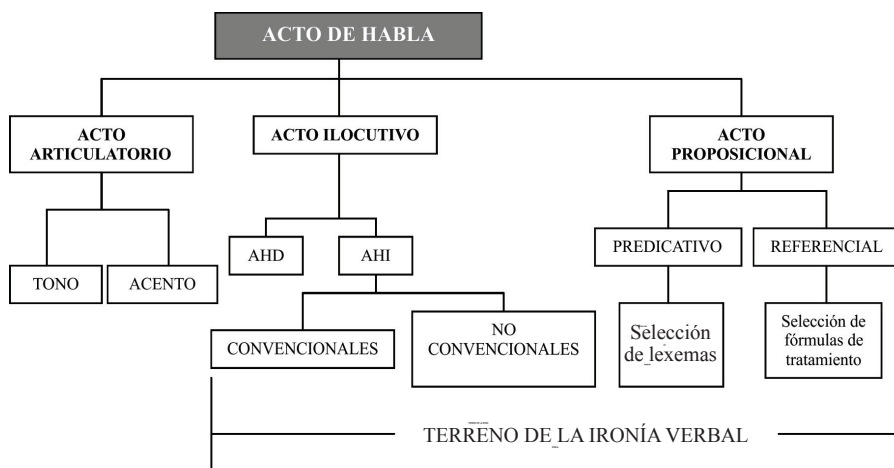 ACTO DE HABLA
ACTO
ARTICULATORIO
ACTO ILOCUTIVO
ACTO
PROPOSICIONAL
AHD
AHI
PREDICATIVO
REFERENCIAL
TONO
ACENTO
CONVENCIONALES
NO
CONVENCIONALES
Selección
de lexemas
Selección de
fórmulas de
tratamiento
TERRENO DE LA IRONÍA VERBAL